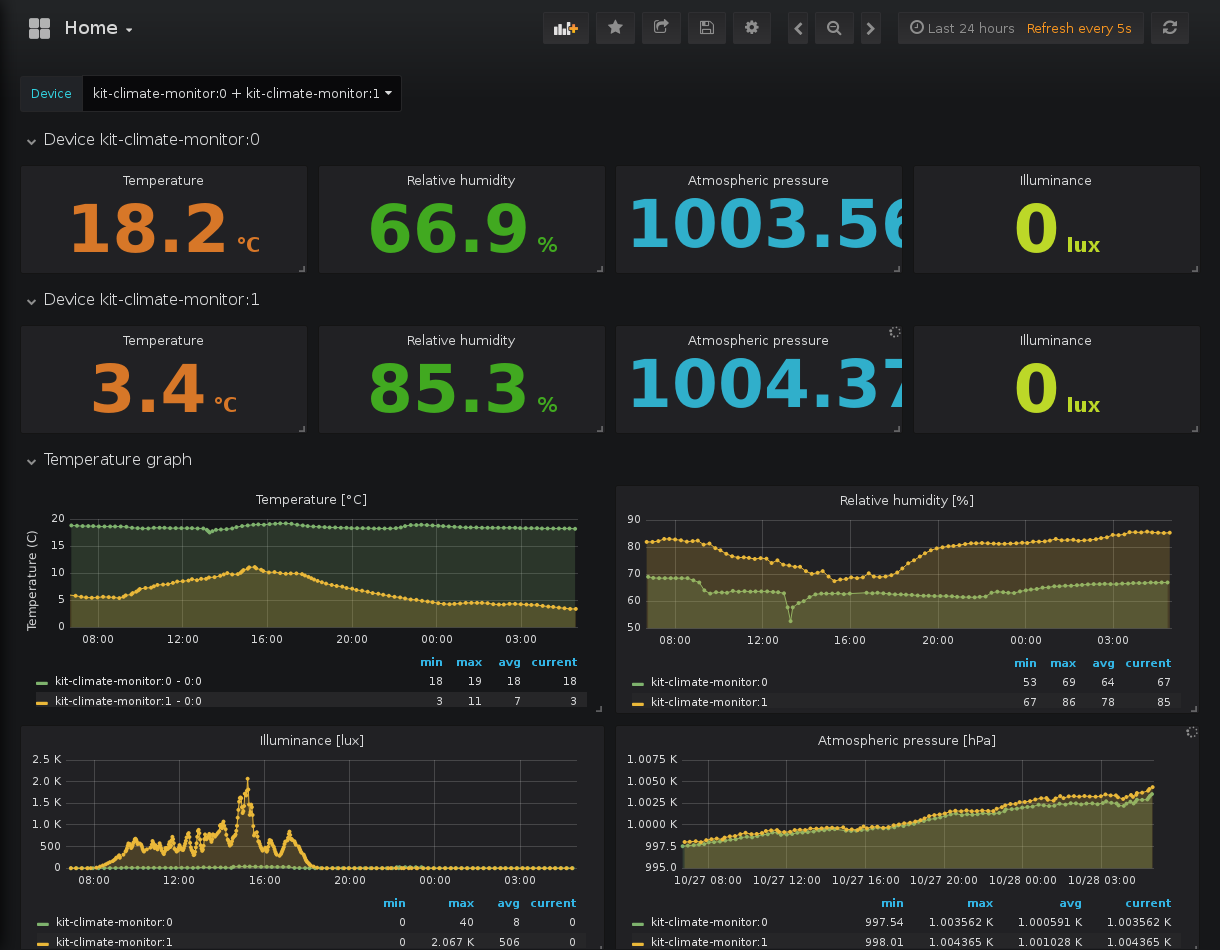 Home
Last 24 hours Refresh every 5s
Device kit-climate-monitor:0 + kit-climate-monitor:1
Device kit-climate-monitor:0
Temperature Relative humidity Atmospheric pressure Illuminance
18.2 °C 66.9 % 1003.56 0 lux
Device kit-climate-monitor:1
Temperature Relative humidity Atmospheric pressure Illuminance
3.4 °C 85.3 % 1004.37 0 lux
Temperature graph
Temperature [°C]
Temperature (C)
20
15
10
5
0
08:00 12:00 16:00 20:00 00:00 03:00
min max avg current
kit-climate-monitor:0 - 0:0 18 19 18 18
kit-climate-monitor:1 - 0:0 3 11 7 3
Relative humidity [%]
90
80
70
60
50
08:00 12:00 16:00 20:00 00:00 03:00
min max avg current
kit-climate-monitor:0 53 69 64 67
kit-climate-monitor:1 67 86 78 85
Illuminance [lux]
2.5 K
2.0 K
1.5 K
1.0 K
500
0
08:00 12:00 16:00 20:00 00:00 03:00
min max avg current
kit-climate-monitor:0 0 40 8 0
kit-climate-monitor:1 0 2.067 K 506 0
Atmospheric pressure [hPa]
1.0075 K
1.0050 K
1.0025 K
1.0000 K
997.5
995.0
10/27 08:00 10/27 12:00 10/27 16:00 10/27 20:00 10/28 00:00 10/28 03:00
min max avg current
kit-climate-monitor:0 997.54 1.003562 K 1.000591 K 1.003562 K
kit-climate-monitor:1 998.01 1.004365 K 1.001028 K 1.004365 K